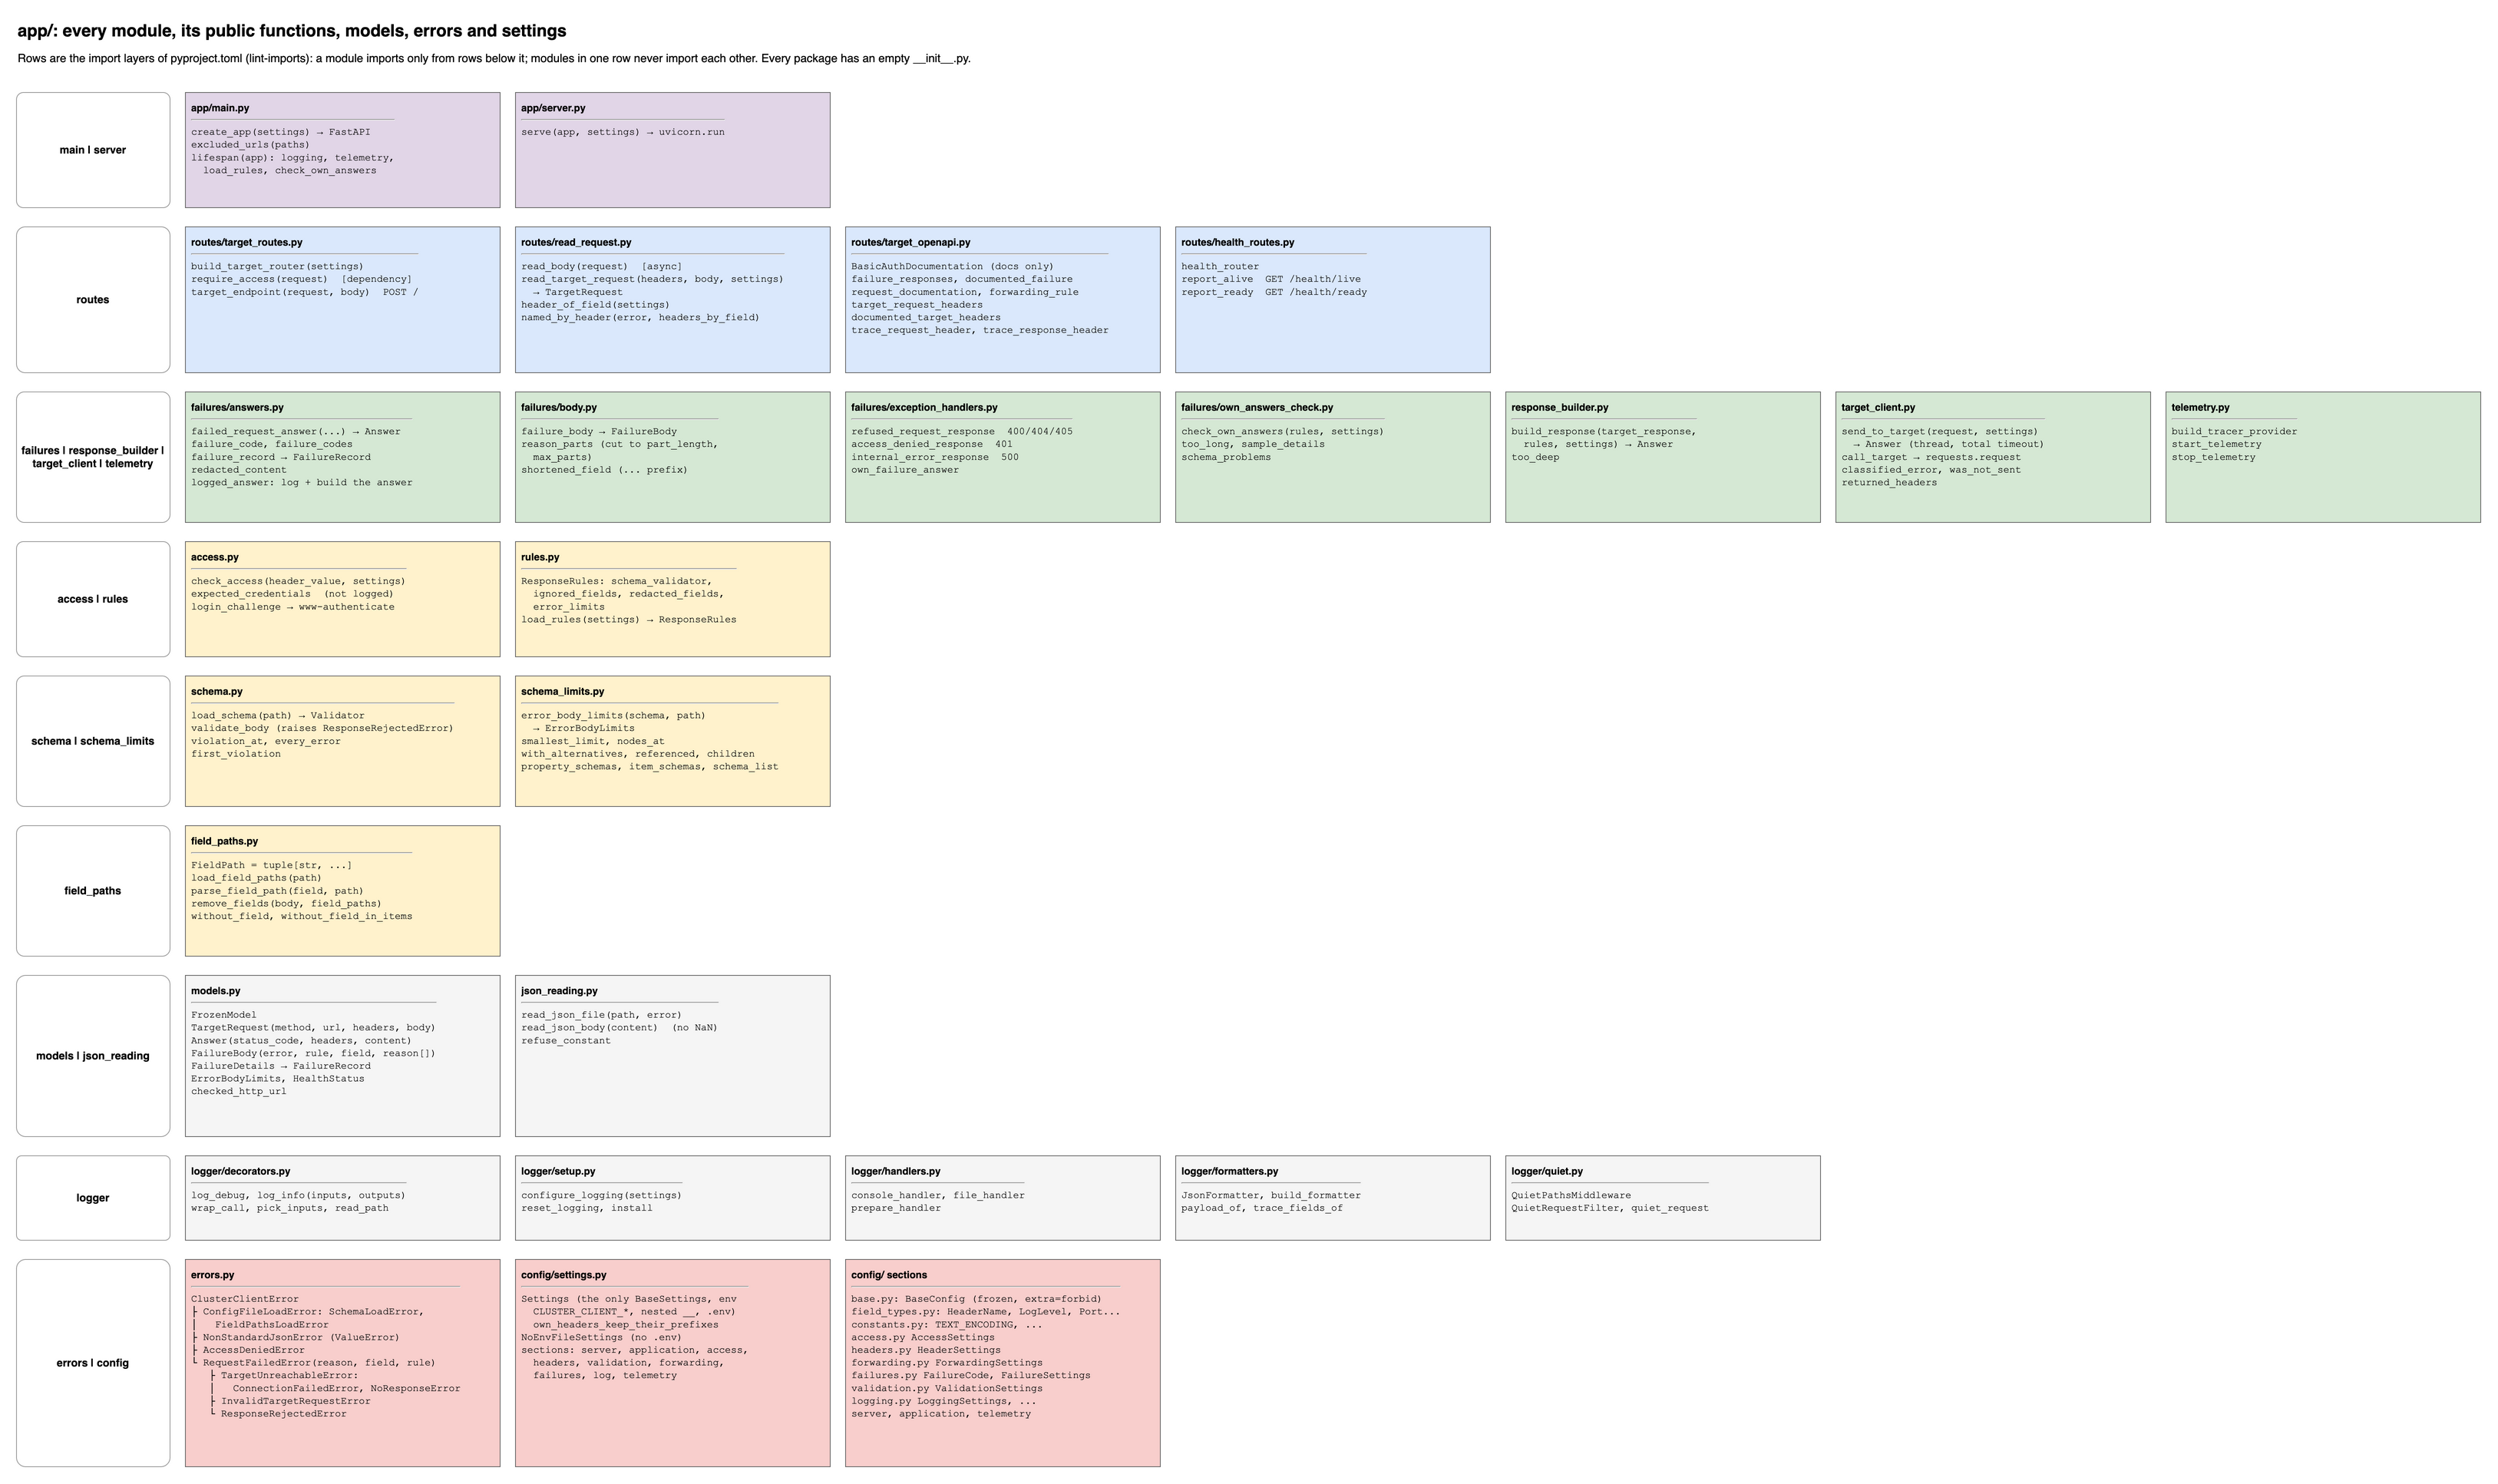 app/: every module, its public functions, models, errors and settings
Rows are the import layers of pyproject.toml (lint-imports): a module imports only from rows below it; modules in one row never import each other. Every package has an empty __init__.py.
main | server
app/main.py
create_app(settings) → FastAPI
excluded_urls(paths)
lifespan(app): logging, telemetry,
load_rules, check_own_answers
app/server.py
serve(app, settings) → uvicorn.run
routes
routes/target_routes.py
build_target_router(settings)
require_access(request) [dependency]
target_endpoint(request, body) POST /
routes/read_request.py
read_body(request) [async]
read_target_request(headers, body, settings)
→ TargetRequest
header_of_field(settings)
named_by_header(error, headers_by_field)
routes/target_openapi.py
BasicAuthDocumentation (docs only)
failure_responses, documented_failure
request_documentation, forwarding_rule
target_request_headers
documented_target_headers
trace_request_header, trace_response_header
routes/health_routes.py
health_router
report_alive GET /health/live
report_ready GET /health/ready
failures | response_builder |
target_client | telemetry
failures/answers.py
failed_request_answer(...) → Answer
failure_code, failure_codes
failure_record → FailureRecord
redacted_content
logged_answer: log + build the answer
failures/body.py
failure_body → FailureBody
reason_parts (cut to part_length,
max_parts)
shortened_field (... prefix)
failures/exception_handlers.py
refused_request_response 400/404/405
access_denied_response 401
internal_error_response 500
own_failure_answer
failures/own_answers_check.py
check_own_answers(rules, settings)
too_long, sample_details
schema_problems
response_builder.py
build_response(target_response,
rules, settings) → Answer
too_deep
target_client.py
send_to_target(request, settings)
→ Answer (thread, total timeout)
call_target → requests.request
classified_error, was_not_sent
returned_headers
telemetry.py
build_tracer_provider
start_telemetry
stop_telemetry
access | rules
access.py
check_access(header_value, settings)
expected_credentials (not logged)
login_challenge → www-authenticate
rules.py
ResponseRules: schema_validator,
ignored_fields, redacted_fields,
error_limits
load_rules(settings) → ResponseRules
schema | schema_limits
schema.py
load_schema(path) → Validator
validate_body (raises ResponseRejectedError)
violation_at, every_error
first_violation
schema_limits.py
error_body_limits(schema, path)
→ ErrorBodyLimits
smallest_limit, nodes_at
with_alternatives, referenced, children
property_schemas, item_schemas, schema_list
field_paths
field_paths.py
FieldPath = tuple[str, ...]
load_field_paths(path)
parse_field_path(field, path)
remove_fields(body, field_paths)
without_field, without_field_in_items
models | json_reading
models.py
FrozenModel
TargetRequest(method, url, headers, body)
Answer(status_code, headers, content)
FailureBody(error, rule, field, reason[])
FailureDetails → FailureRecord
ErrorBodyLimits, HealthStatus
checked_http_url
json_reading.py
read_json_file(path, error)
read_json_body(content) (no NaN)
refuse_constant
logger
logger/decorators.py
log_debug, log_info(inputs, outputs)
wrap_call, pick_inputs, read_path
logger/setup.py
configure_logging(settings)
reset_logging, install
logger/handlers.py
console_handler, file_handler
prepare_handler
logger/formatters.py
JsonFormatter, build_formatter
payload_of, trace_fields_of
logger/quiet.py
QuietPathsMiddleware
QuietRequestFilter, quiet_request
errors | config
errors.py
ClusterClientError
├ ConfigFileLoadError: SchemaLoadError,
│ FieldPathsLoadError
├ NonStandardJsonError (ValueError)
├ AccessDeniedError
└ RequestFailedError(reason, field, rule)
├ TargetUnreachableError:
│ ConnectionFailedError, NoResponseError
├ InvalidTargetRequestError
└ ResponseRejectedError
config/settings.py
Settings (the only BaseSettings, env
CLUSTER_CLIENT_*, nested __, .env)
own_headers_keep_their_prefixes
NoEnvFileSettings (no .env)
sections: server, application, access,
headers, validation, forwarding,
failures, log, telemetry
config/ sections
base.py: BaseConfig (frozen, extra=forbid)
field_types.py: HeaderName, LogLevel, Port...
constants.py: TEXT_ENCODING, ...
access.py AccessSettings
headers.py HeaderSettings
forwarding.py ForwardingSettings
failures.py FailureCode, FailureSettings
validation.py ValidationSettings
logging.py LoggingSettings, ...
server, application, telemetry